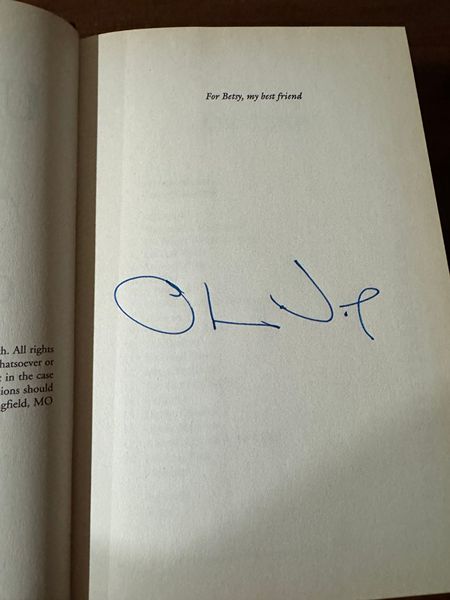 For Betsy, my best friend
h. All rights
hatsoever or
t in the case
ions should
gfield, MO